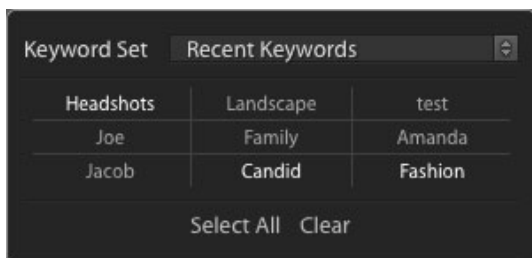 Keyword Set Recent Keywords
Headshots Landscape test
Joe Family Amanda
Jacob Candid Fashion
Select All Clear